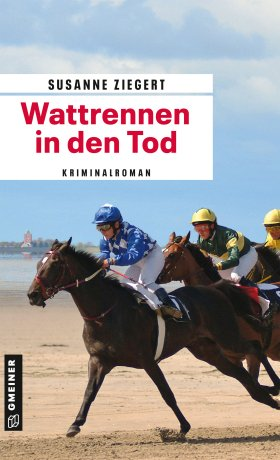 SUSANNE ZIEGERT
Wattrennen
in den Tod
KRIMINALROMAN
GMEINER